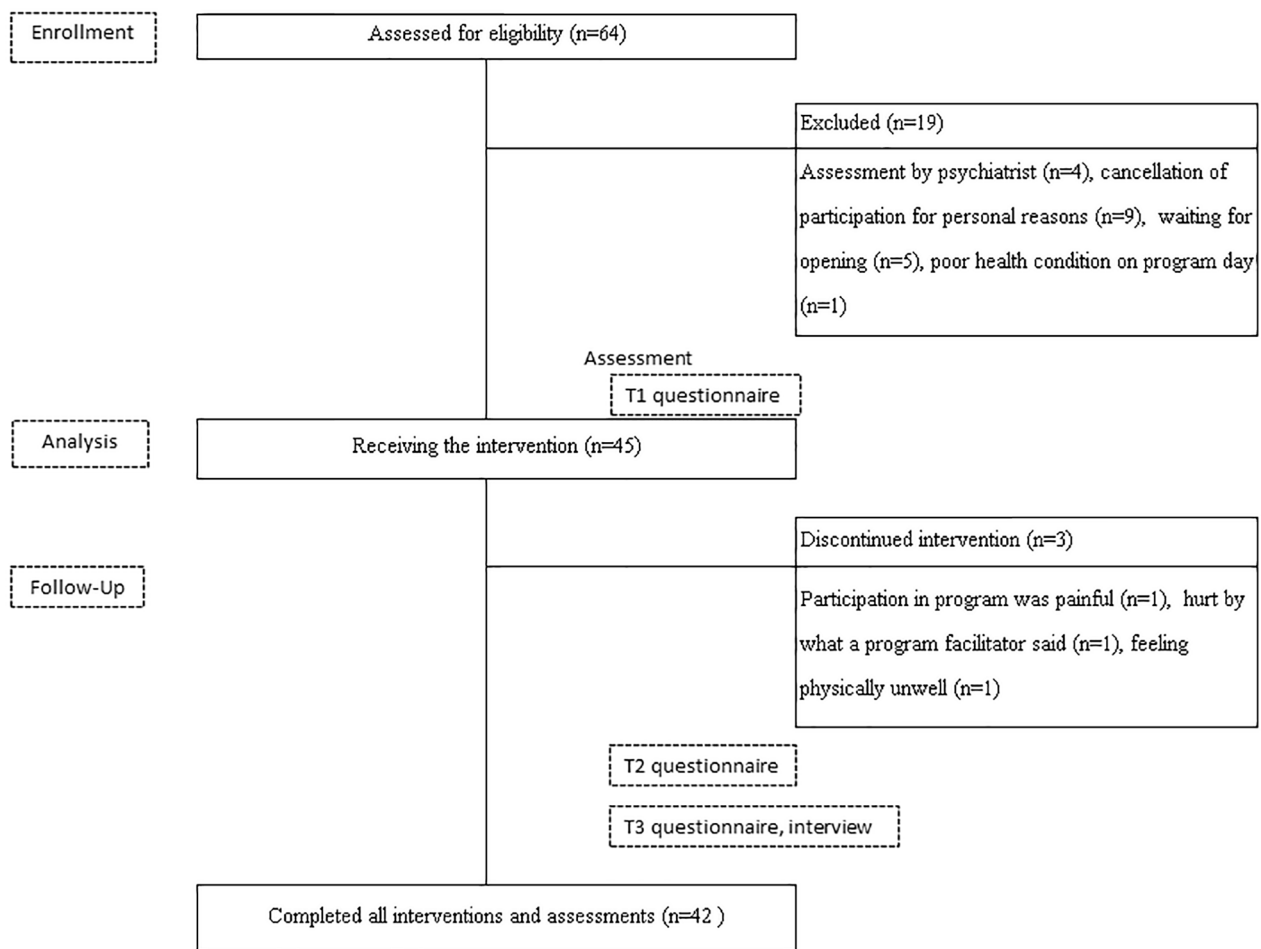 Enrollment
Assessed for eligibility (n=64)
Excluded (n=19)
Assessment by psychiatrist (n=4), cancellation of
participation for personal reasons (n=9),  waiting for
opening (n=5), poor health condition on program day
(n=1)
Assessment
T1 questionnaire
Analysis
Receiving the intervention (n=45)
Discontinued intervention (n=3)
Follow-Up
Participation in program was painful (n=1),  hurt by
what a program facilitator said (n=1), feeling
physically unwell (n=1)
T2 questionnaire
T3 questionnaire, interview
Completed all interventions and assessments (n=42 )